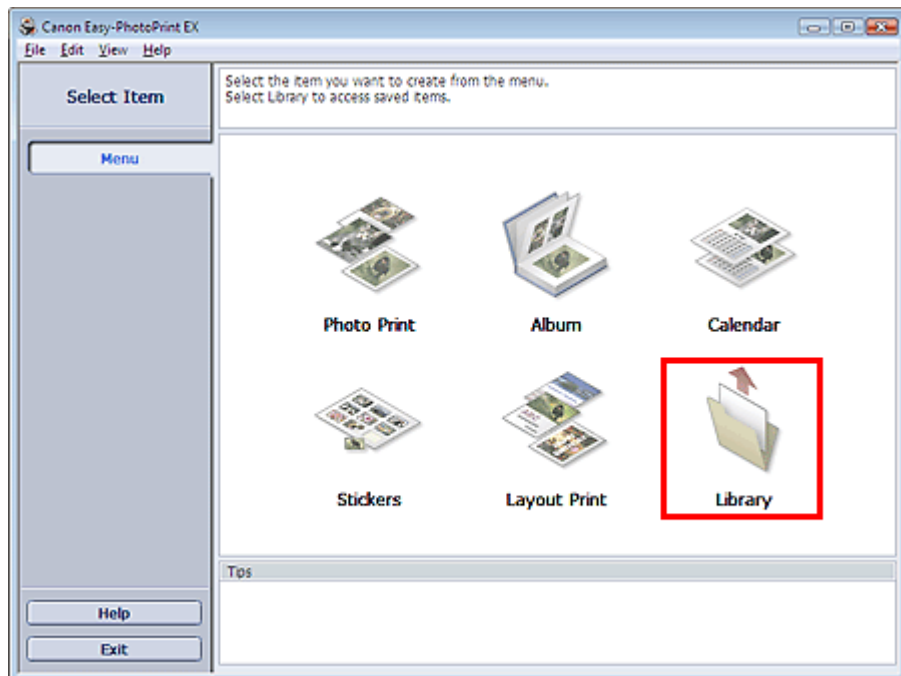 Canon Easy-PhotoPrint EX
File Edit View Help
Select Item
Select the item you want to create from the menu.
Select Library to access saved items.
Menu
Photo Print
Album
Calendar
Stickers
Layout Print
Library
Tips
Help
Exit